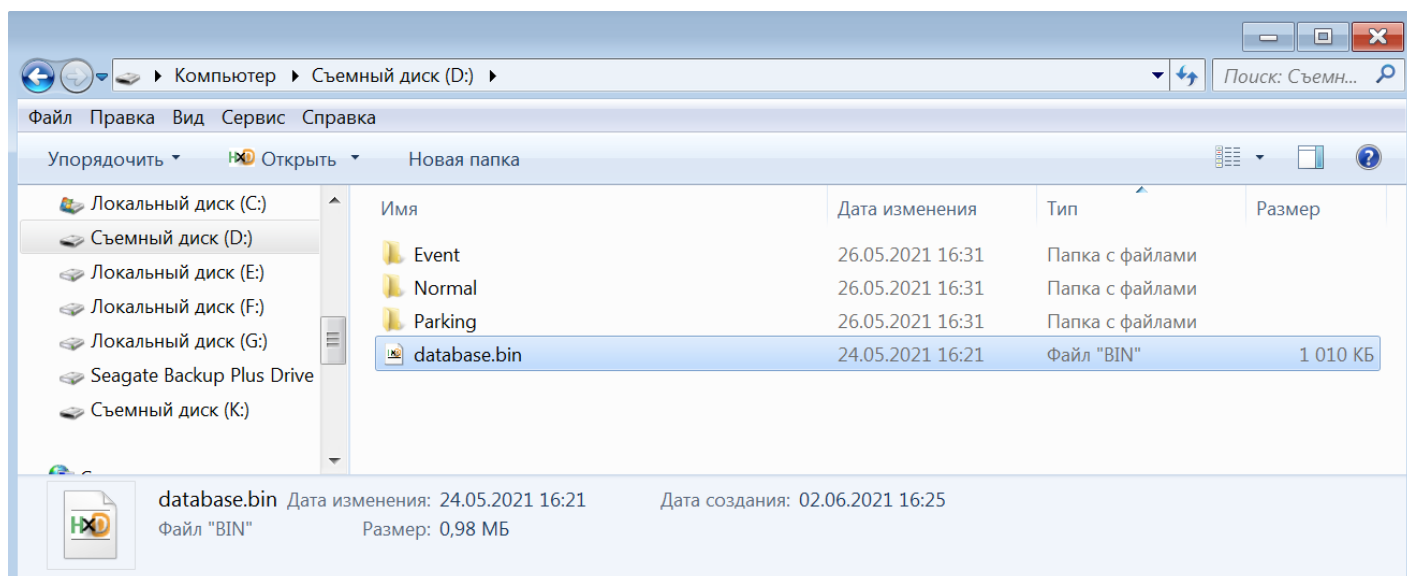 Компьютер Съемный диск (D:) Поиск: Съемн...
Файл Правка Вид Сервис Справка
Упорядочить HXD Открыть Новая папка
Локальный диск (C:)
Съемный диск (D:)
Локальный диск (E:)
Локальный диск (F:)
Локальный диск (G:)
Seagate Backup Plus Drive
Съемный диск (K:)
Имя Дата изменения Тип Размер
Event 26.05.2021 16:31 Папка с файлами
Normal 26.05.2021 16:31 Папка с файлами
Parking 26.05.2021 16:31 Папка с файлами
database.bin 24.05.2021 16:21 Файл "BIN" 1 010 КБ
HXD
database.bin Дата изменения: 24.05.2021 16:21 Дата создания: 02.06.2021 16:25
Файл "BIN" Размер: 0,98 МБ